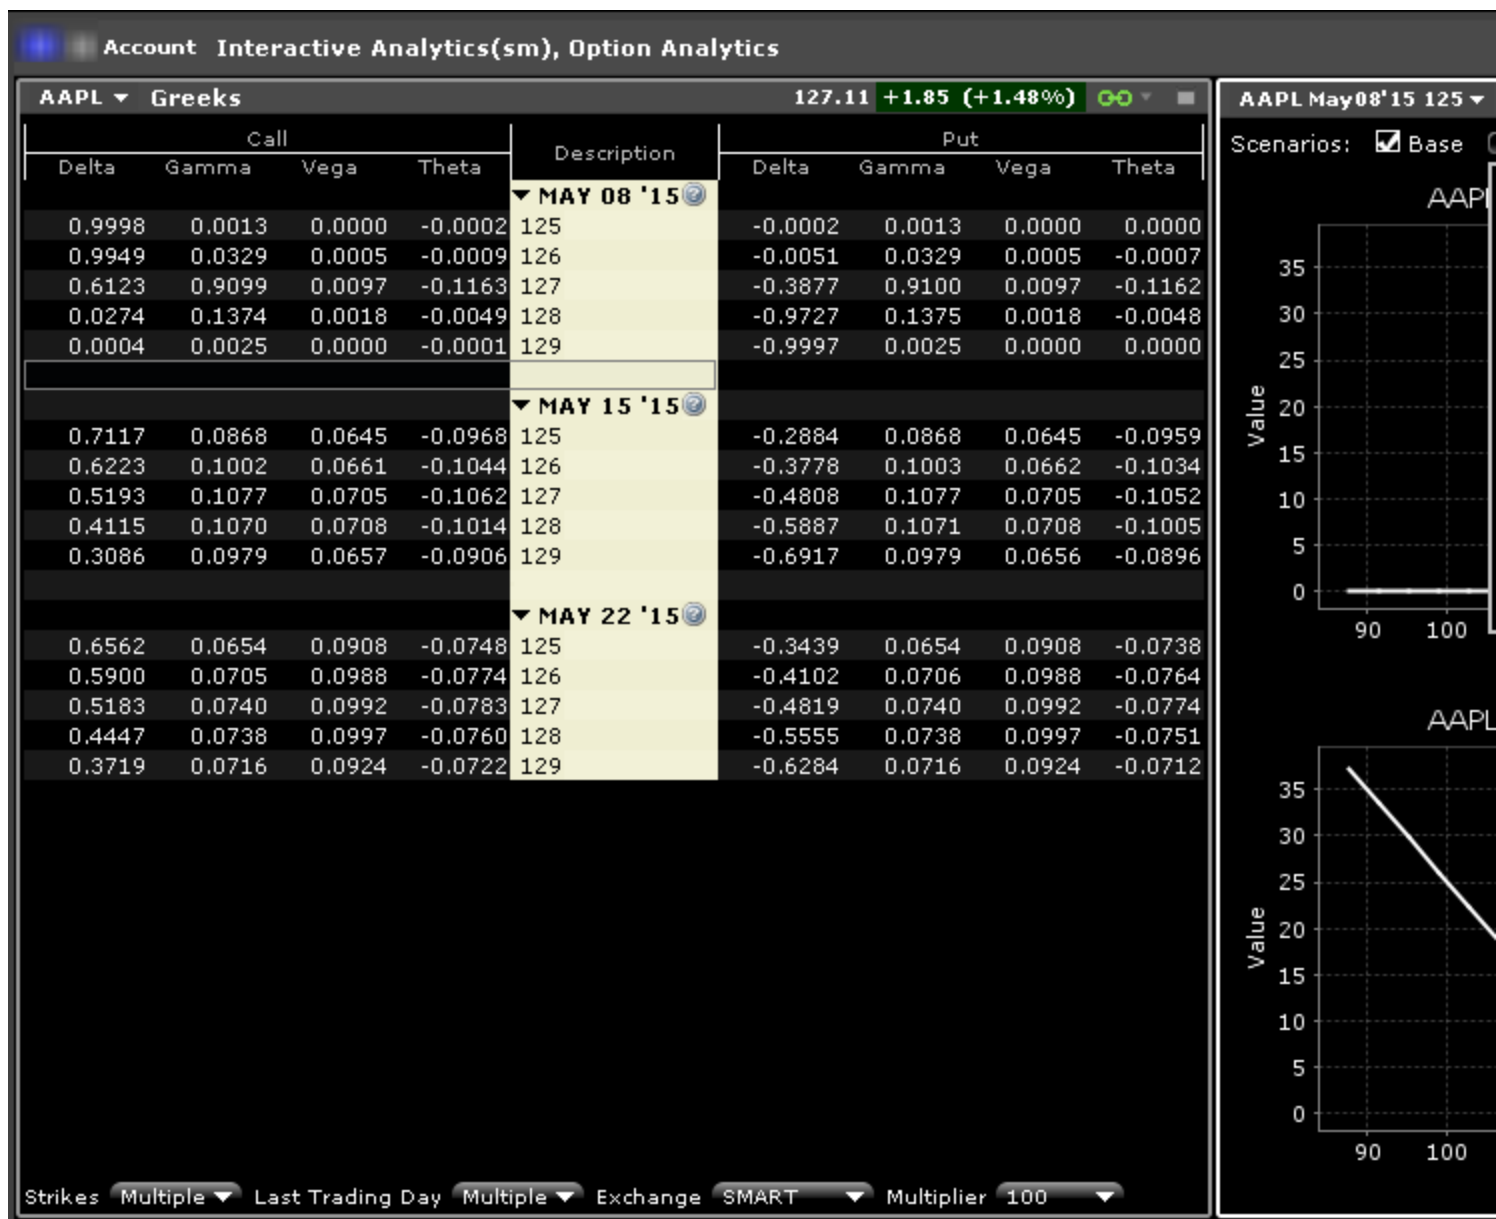 Account Interactive Analytics(sm), Option Analytics
AAPL Greeks 127.11 +1.85 (+1.48%)
Call Description Put
Delta Gamma Vega Theta Delta Gamma Vega Theta
MAY 08 '15
0.9998 0.0013 0.0000 -0.0002 125 -0.0002 0.0013 0.0000 0.0000
0.9949 0.0329 0.0005 -0.0009 126 -0.0051 0.0329 0.0005 -0.0007
0.6123 0.9099 0.0097 -0.1163 127 -0.3877 0.9100 0.0097 -0.1162
0.0274 0.1374 0.0018 -0.0049 128 -0.9727 0.1375 0.0018 -0.0048
0.0004 0.0025 0.0000 -0.0001 129 -0.9997 0.0025 0.0000 0.0000
MAY 15 '15
0.7117 0.0868 0.0645 -0.0968 125 -0.2884 0.0868 0.0645 -0.0959
0.6223 0.1002 0.0661 -0.1044 126 -0.3778 0.1003 0.0662 -0.1034
0.5193 0.1077 0.0705 -0.1062 127 -0.4808 0.1077 0.0705 -0.1052
0.4115 0.1070 0.0708 -0.1014 128 -0.5887 0.1071 0.0708 -0.1005
0.3086 0.0979 0.0657 -0.0906 129 -0.6917 0.0979 0.0656 -0.0896
MAY 22 '15
0.6562 0.0654 0.0908 -0.0748 125 -0.3439 0.0654 0.0908 -0.0738
0.5900 0.0705 0.0988 -0.0774 126 -0.4102 0.0706 0.0988 -0.0764
0.5183 0.0740 0.0992 -0.0783 127 -0.4819 0.0740 0.0992 -0.0774
0.4447 0.0738 0.0997 -0.0760 128 -0.5555 0.0738 0.0997 -0.0751
0.3719 0.0716 0.0924 -0.0722 129 -0.6284 0.0716 0.0924 -0.0712
Strikes Multiple Last Trading Day Multiple Exchange SMART Multiplier 100
AAPL May08'15 125
Scenarios: Base
AAPL
Value
35
30
25
20
15
10
5
0
90 100
AAPL
Value
35
30
25
20
15
10
5
0
90 100